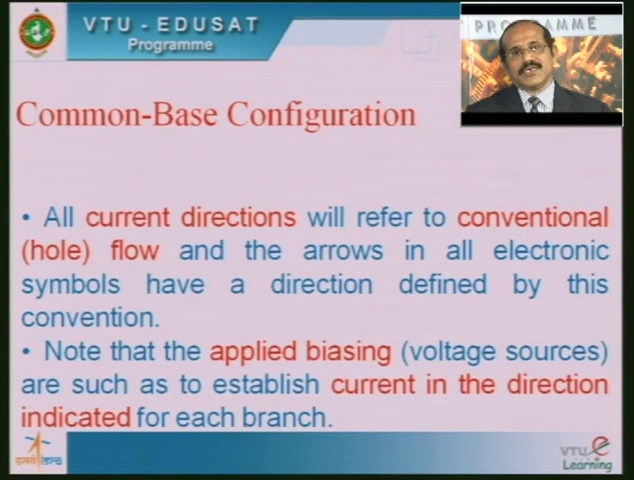 VTU - EDUSAT
Programme
PROGRAMME
Common-Base Configuration
• All current directions will refer to conventional
(hole) flow and the arrows in all electronic
symbols have a direction defined by this
convention.
• Note that the applied biasing (voltage sources)
are such as to establish current in the direction
indicated for each branch.
VTU e
Learning